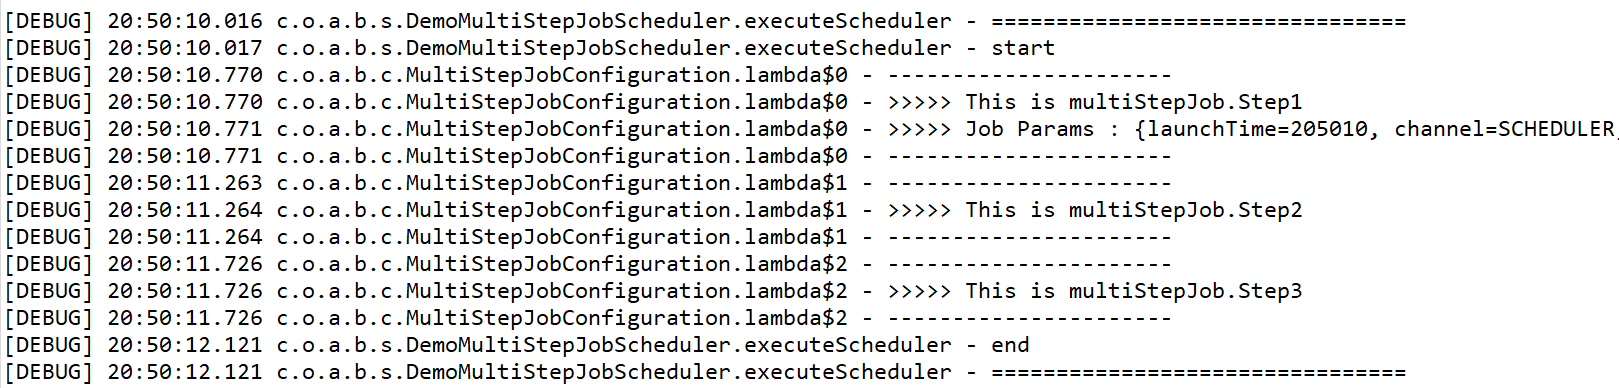 [DEBUG] 20:50:10.016 c.o.a.b.s.DemoMultiStepJobScheduler.executeScheduler - ================================
[DEBUG] 20:50:10.017 c.o.a.b.s.DemoMultiStepJobScheduler.executeScheduler - start
[DEBUG] 20:50:10.770 c.o.a.b.c.MultiStepJobConfiguration.lambda$0 - ----------------------
[DEBUG] 20:50:10.770 c.o.a.b.c.MultiStepJobConfiguration.lambda$0 - >>>>> This is multiStepJob.Step1
[DEBUG] 20:50:10.771 c.o.a.b.c.MultiStepJobConfiguration.lambda$0 - >>>>> Job Params : {launchTime=205010, channel=SCHEDULER_
[DEBUG] 20:50:10.771 c.o.a.b.c.MultiStepJobConfiguration.lambda$0 - ----------------------
[DEBUG] 20:50:11.263 c.o.a.b.c.MultiStepJobConfiguration.lambda$1 - ----------------------
[DEBUG] 20:50:11.264 c.o.a.b.c.MultiStepJobConfiguration.lambda$1 - >>>>> This is multiStepJob.Step2
[DEBUG] 20:50:11.264 c.o.a.b.c.MultiStepJobConfiguration.lambda$1 - ----------------------
[DEBUG] 20:50:11.726 c.o.a.b.c.MultiStepJobConfiguration.lambda$2 - ----------------------
[DEBUG] 20:50:11.726 c.o.a.b.c.MultiStepJobConfiguration.lambda$2 - >>>>> This is multiStepJob.Step3
[DEBUG] 20:50:11.726 c.o.a.b.c.MultiStepJobConfiguration.lambda$2 - ----------------------
[DEBUG] 20:50:12.121 c.o.a.b.s.DemoMultiStepJobScheduler.executeScheduler - end
[DEBUG] 20:50:12.121 c.o.a.b.s.DemoMultiStepJobScheduler.executeScheduler - ================================